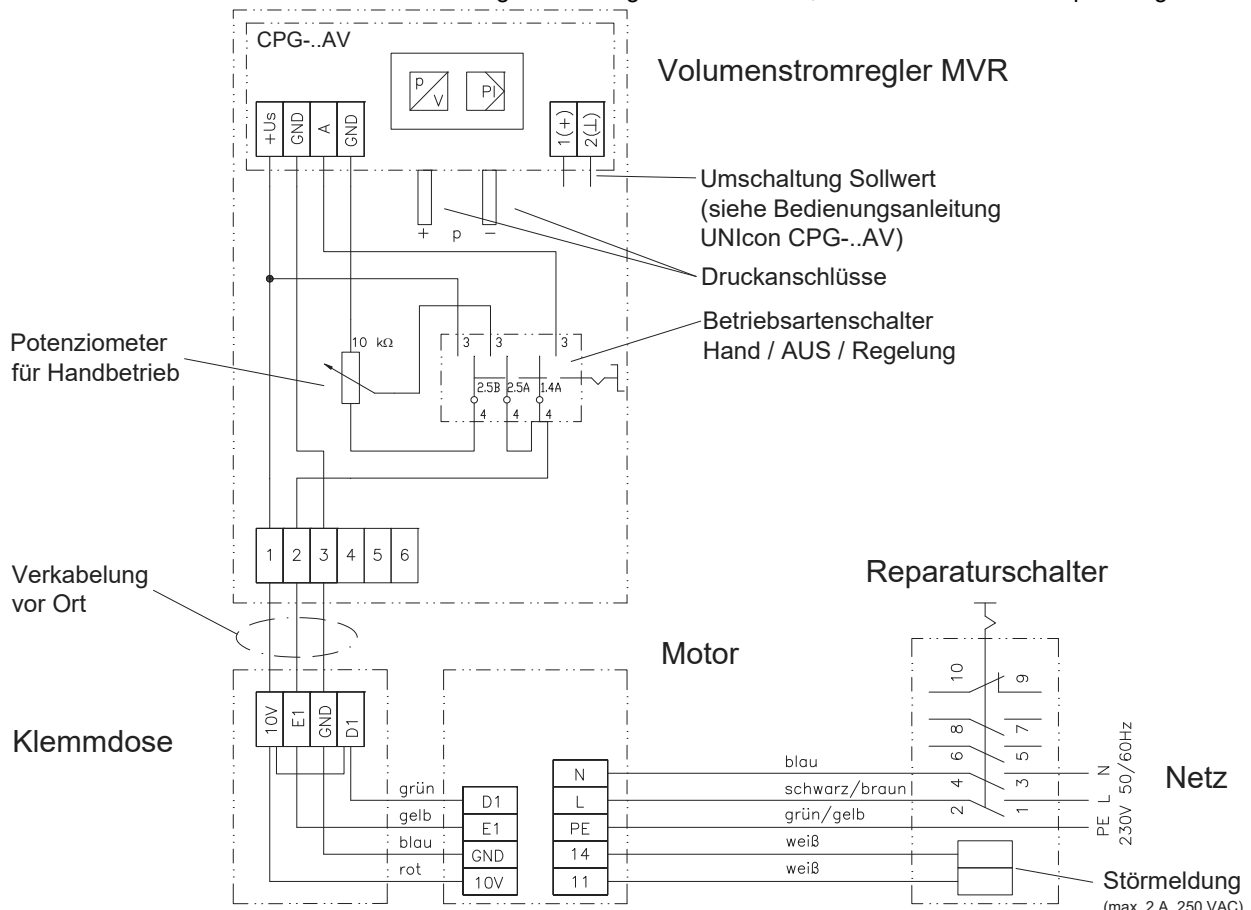 CPG-..AV
p
V
PI
Volumenstromregler MVR
+Us
GND
A
GND
1(+)
2(⊥)
Umschaltung Sollwert
(siehe Bedienungsanleitung
UNIcon CPG-..AV)
+ p -
Druckanschlüsse
Betriebsartenschalter
Hand / AUS / Regelung
Potenziometer
für Handbetrieb
10 kΩ
3 3 3
2.5B 2.5A 1.4A
4 4 4
1 2 3 4 5 6
Verkabelung
vor Ort
Reparaturschalter
Motor
Klemmdose
10V
E1
GND
D1
grün
gelb
blau
rot
D1
E1
GND
10V
N
L
PE
14
11
blau
schwarz/braun
grün/gelb
weiß
weiß
10 9
8 7
6 5
4 3
2 1
PE L N
230V 50/60Hz
Netz
Störmeldung
(max. 2 A, 250 VAC)